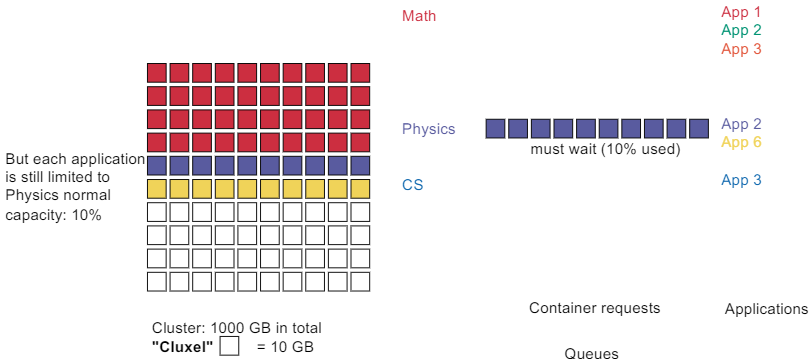 Math
App 1
App 2
App 3
But each application
is still limited to
Physics normal
capacity: 10%
Physics
must wait (10% used)
App 2
App 6
CS
App 3
Container requests
Applications
Cluster: 1000 GB in total
"Cluxel" = 10 GB
Queues